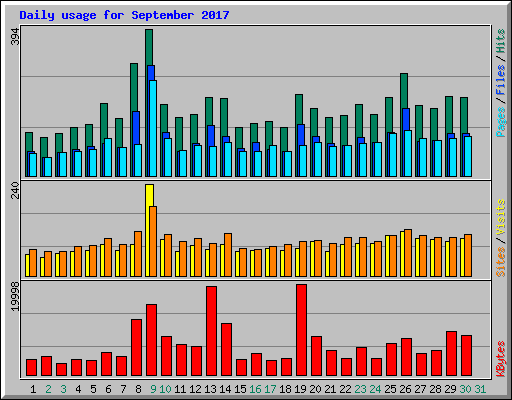 Daily usage for September 2017
394
Pages / Files / Hits
240
Sites / Visits
19998
KBytes
1 2 3 4 5 6 7 8 9 10 11 12 13 14 15 16 17 18 19 20 21 22 23 24 25 26 27 28 29 30 31